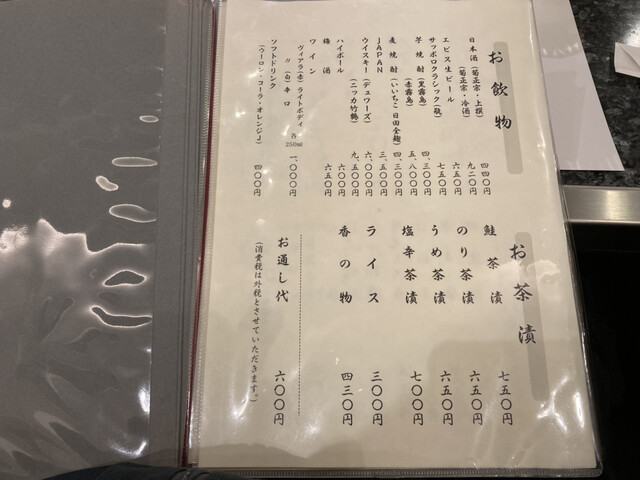 お飲物
日本酒(菊正宗・上撰) 四四〇円
(菊正宗・冷酒) 九二〇円
エビス生ビール 六五〇円
サッポロクラシック(瓶) 七五〇円
芋焼酎(黒霧島) 四、三〇〇円
(赤霧島) 五、八〇〇円
麦焼酎(いいちこ日田全麹) 四、三〇〇円
JAPAN 三、五〇〇円
ウイスキー(デュワーズ) 六、〇〇〇円
(ニッカ竹鶴) 九、五〇〇円
ハイボール 六〇〇円
梅酒 六五〇円
ワイン
ヴィアラ(赤)ライトボディ 各250ml 一、〇〇〇円
〃(白)辛口
ソフトドリンク 四〇〇円
(ウーロン・コーラ・オレンジJ)
お茶漬
鮭茶漬 七五〇円
のり茶漬 六五〇円
うめ茶漬 六五〇円
塩辛茶漬 七〇〇円
ライス 三〇〇円
香の物 四三〇円
お通し代 六〇〇円
(消費税は外税とさせていただきます。)